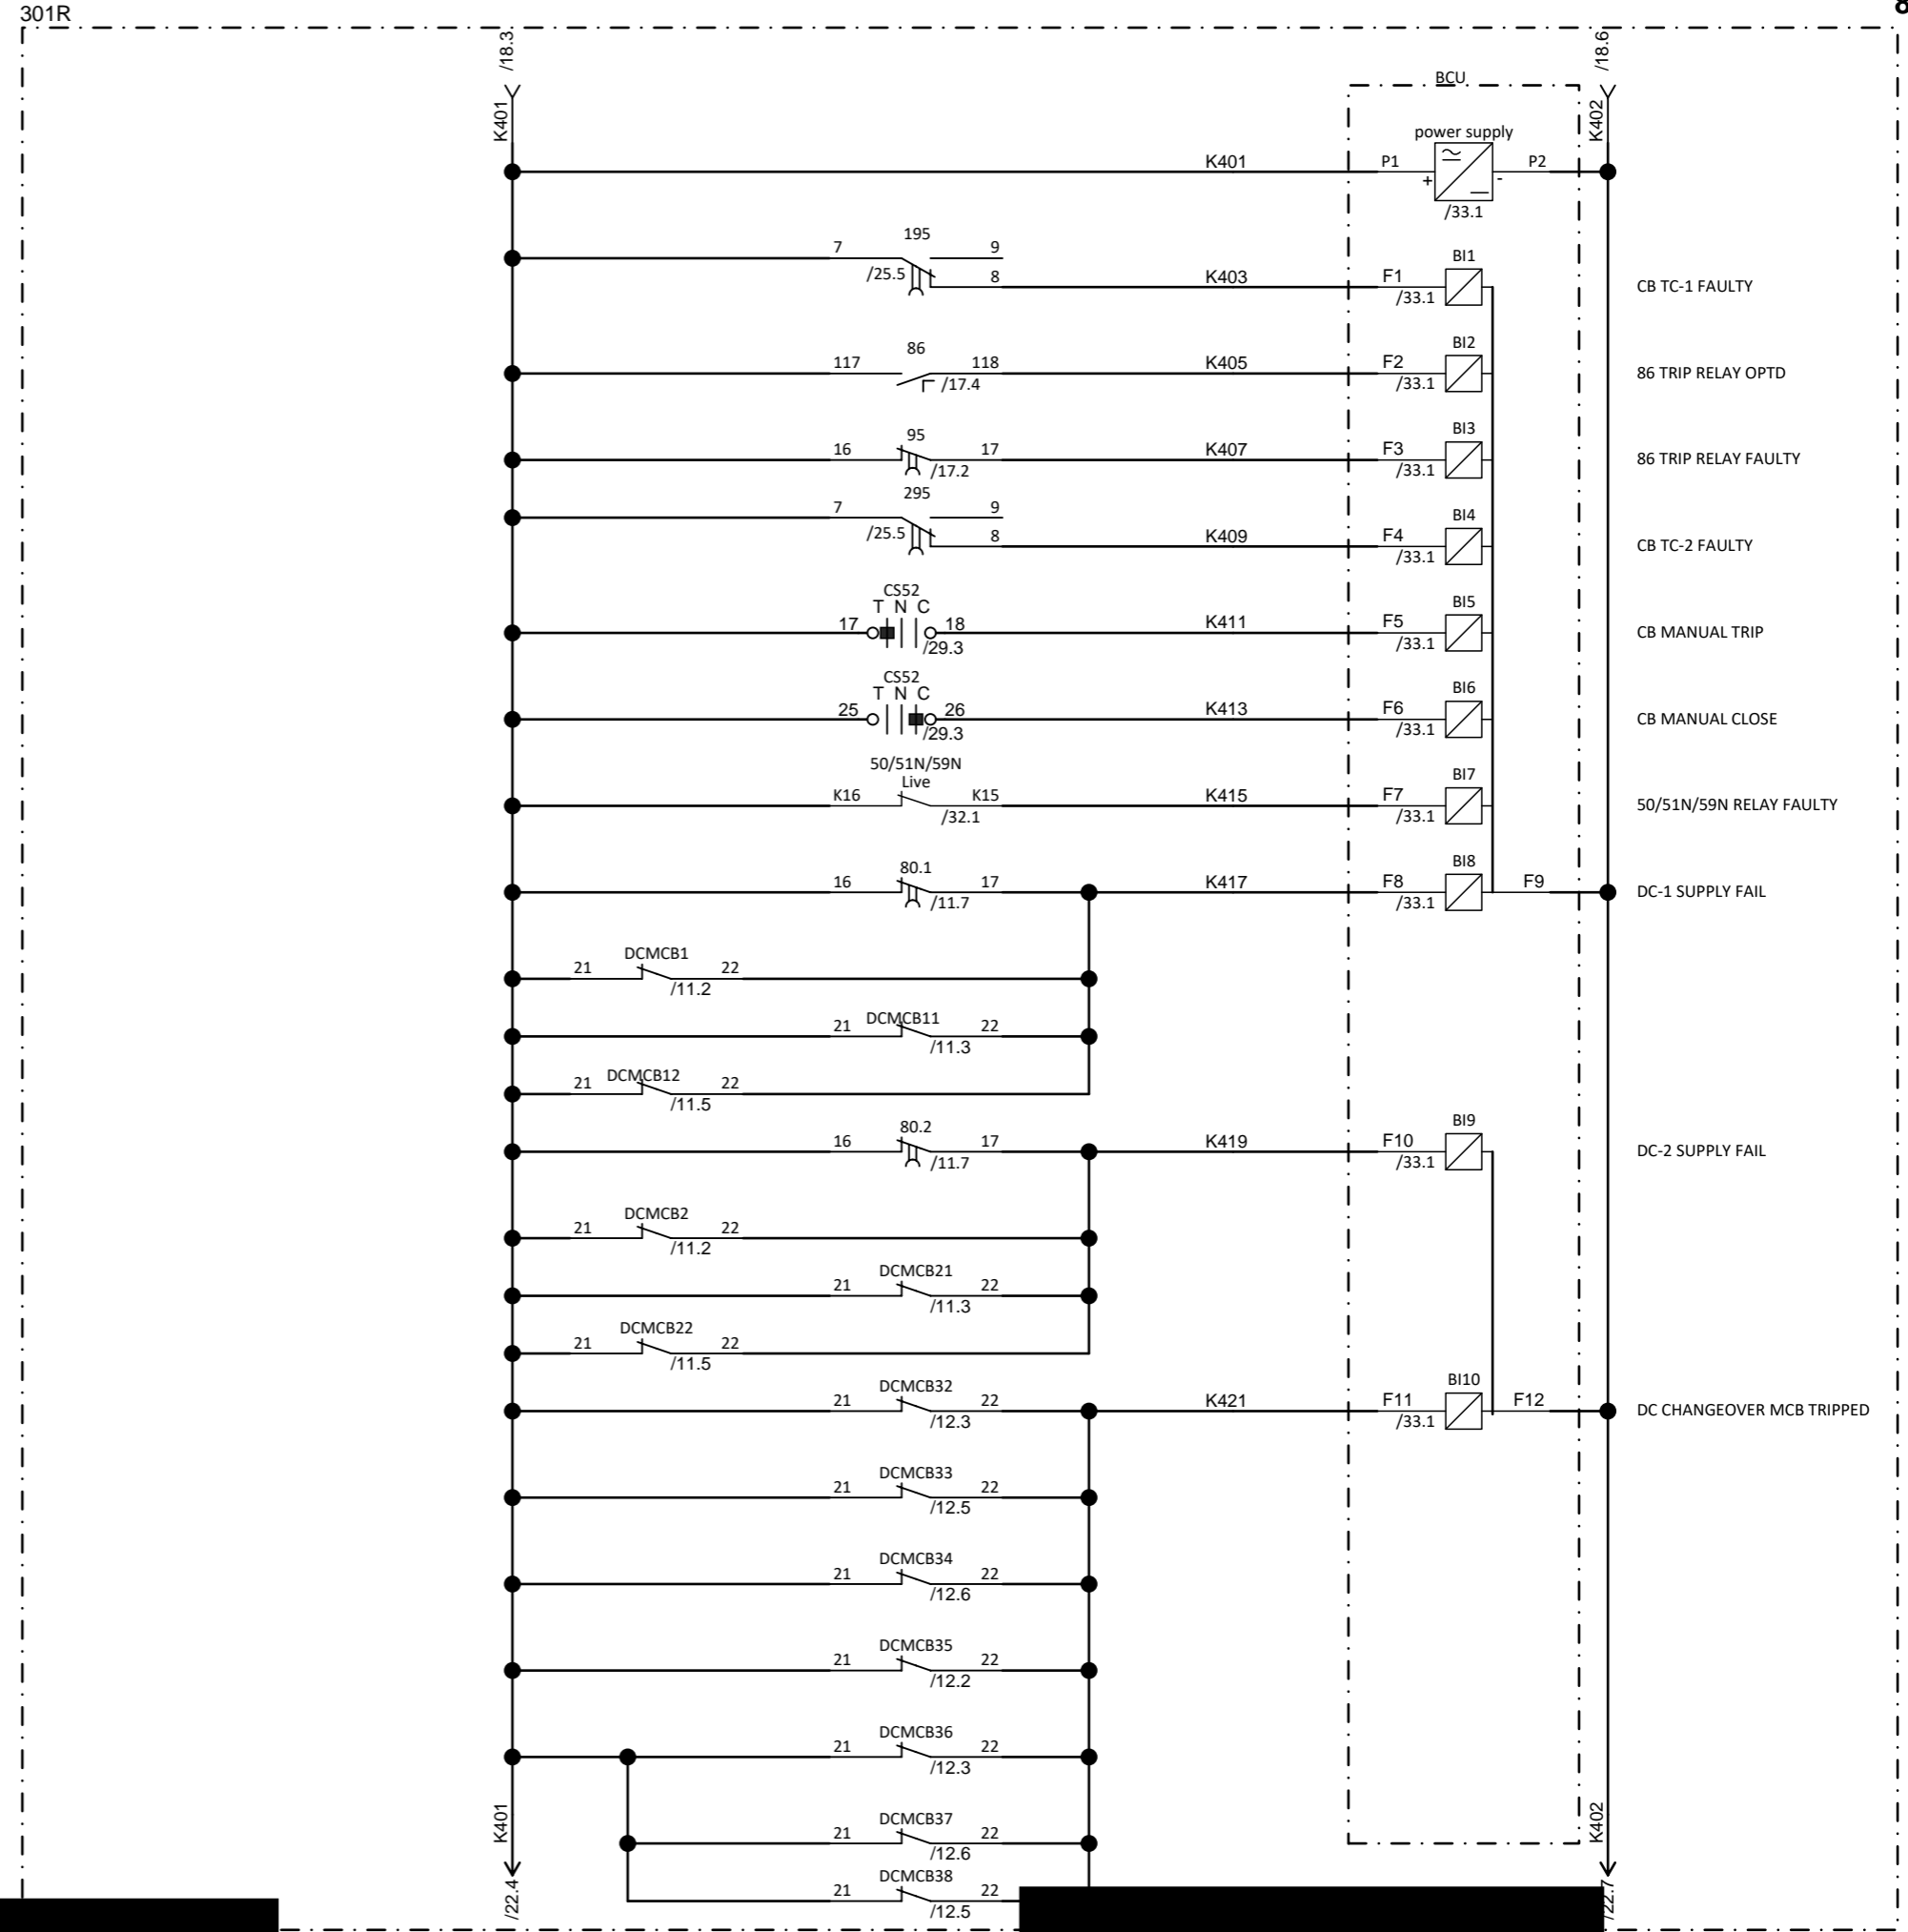 301R
8
/18.3
/18.6
K401
K402
BCU
power supply
K401
P1
+
-
P2
/33.1
195
7
9
/25.5
8
K403
F1
/33.1
BI1
CB TC-1 FAULTY
86
117
118
/17.4
K405
F2
/33.1
BI2
86 TRIP RELAY OPTD
95
16
17
/17.2
K407
F3
/33.1
BI3
86 TRIP RELAY FAULTY
295
7
9
/25.5
8
K409
F4
/33.1
BI4
CB TC-2 FAULTY
CS52
T N C
17
18
/29.3
K411
F5
/33.1
BI5
CB MANUAL TRIP
CS52
T N C
25
26
/29.3
K413
F6
/33.1
BI6
CB MANUAL CLOSE
50/51N/59N
Live
K16
K15
/32.1
K415
F7
/33.1
BI7
50/51N/59N RELAY FAULTY
80.1
16
17
/11.7
K417
F8
/33.1
BI8
F9
DC-1 SUPPLY FAIL
DCMCB1
21
22
/11.2
DCMCB11
21
22
/11.3
DCMCB12
21
22
/11.5
80.2
16
17
/11.7
K419
F10
/33.1
BI9
DC-2 SUPPLY FAIL
DCMCB2
21
22
/11.2
DCMCB21
21
22
/11.3
DCMCB22
21
22
/11.5
DCMCB32
21
22
/12.3
K421
F11
/33.1
BI10
F12
DC CHANGEOVER MCB TRIPPED
DCMCB33
21
22
/12.5
DCMCB34
21
22
/12.6
DCMCB35
21
22
/12.2
DCMCB36
21
22
/12.3
DCMCB37
21
22
/12.6
DCMCB38
21
22
/12.5
K401
/22.4
K402
/22.7